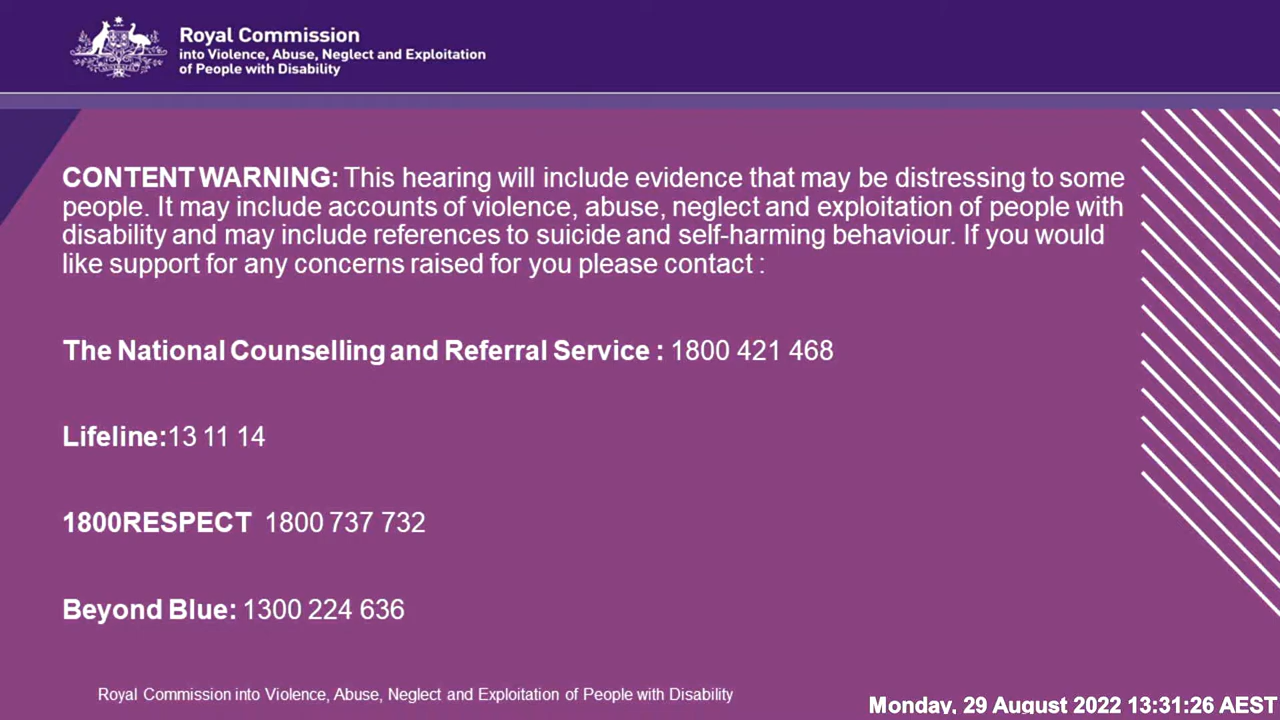 Royal Commission
into Violence, Abuse, Neglect and Exploitation
of People with Disability
CONTENT WARNING: This hearing will include evidence that may be distressing to some
people. It may include accounts of violence, abuse, neglect and exploitation of people with
disability and may include references to suicide and self-harming behaviour. If you would
like support for any concerns raised for you please contact :
The National Counselling and Referral Service : 1800 421 468
Lifeline:13 11 14
1800RESPECT 1800 737 732
Beyond Blue: 1300 224 636
Royal Commission into Violence, Abuse, Neglect and Exploitation of People with Disability
Monday, 29 August 2022 13:31:26 AEST